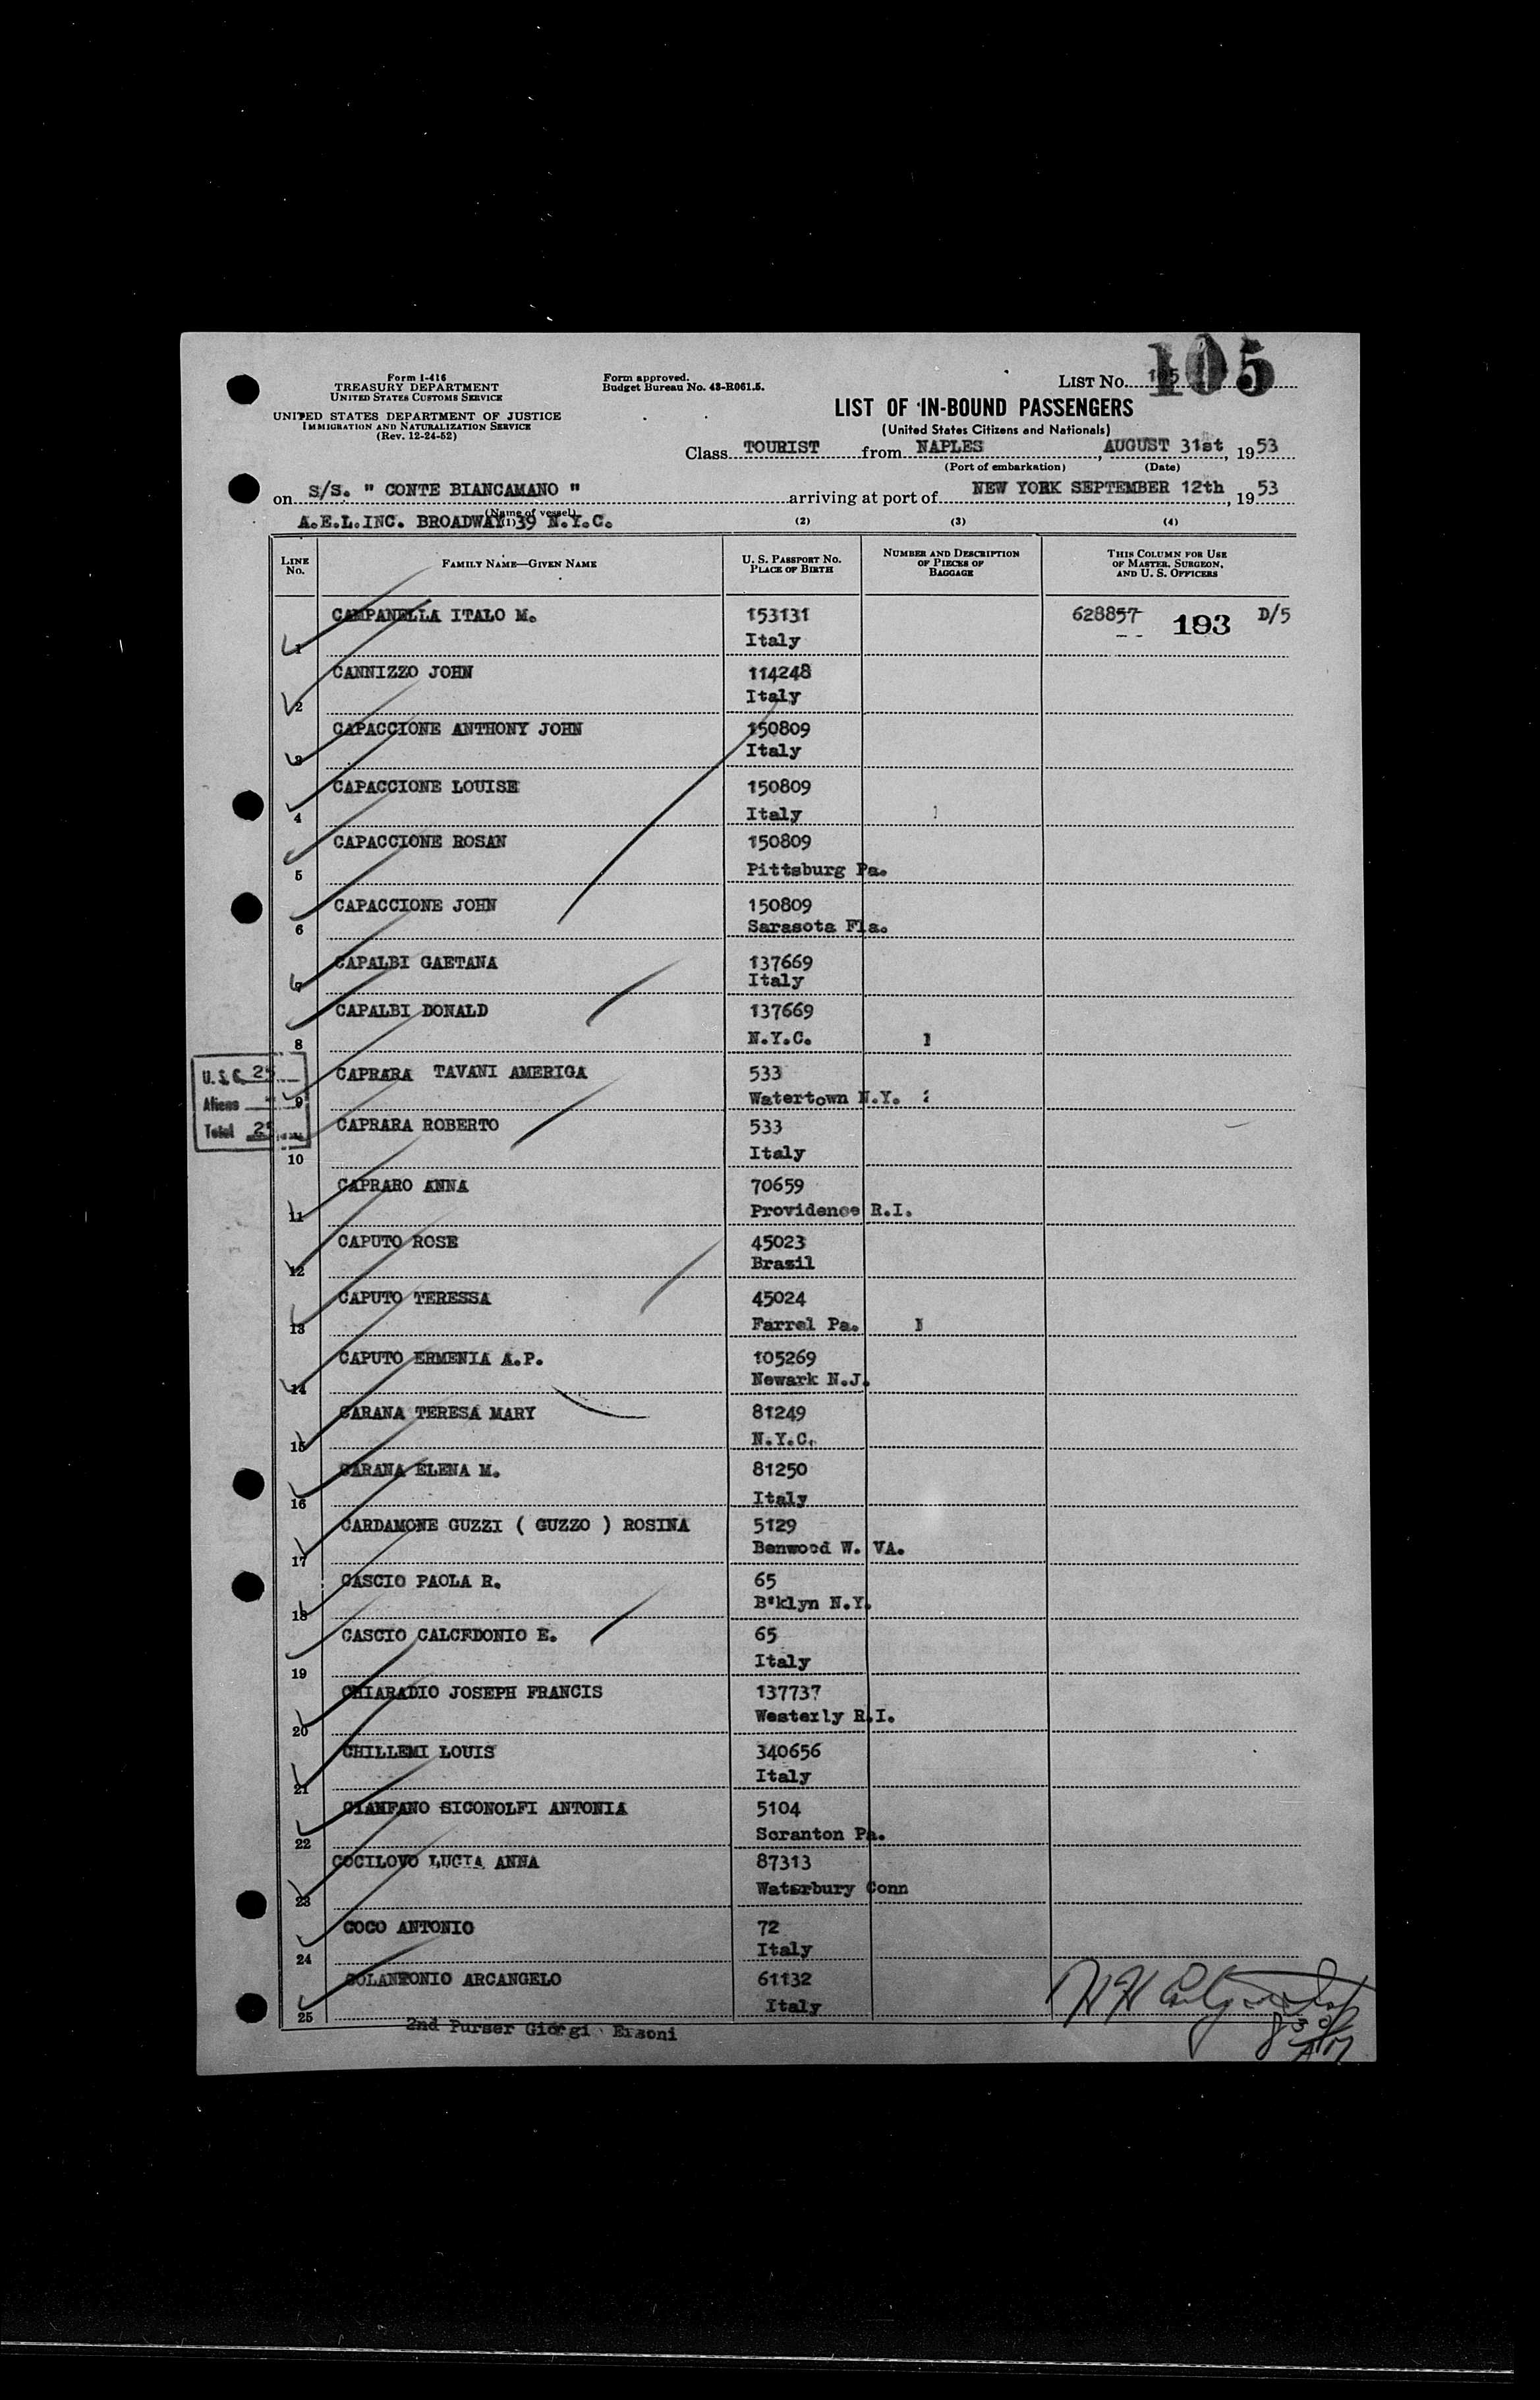 Form I-416
TREASURY DEPARTMENT
UNITED STATES CUSTOMS SERVICE
UNITED STATES DEPARTMENT OF JUSTICE
IMMIGRATION AND NATURALIZATION SERVICE
(Rev. 12-24-52)
Form approved.
Budget Bureau No. 43-R061.5.
LIST No. 105
LIST OF IN-BOUND PASSENGERS
(United States Citizens and Nationals)
Class TOURIST from NAPLES, AUGUST 31st, 1953
(Port of embarkation) (Date)
on S/S. " CONTE BIANCAMANO " arriving at port of NEW YORK SEPTEMBER 12th, 1953
(Name of vessel)
A.E.L.INC. BROADWAY 39 N.Y.C.
(1) (2) (3) (4)
LINE No. FAMILY NAME—GIVEN NAME U. S. PASSPORT NO. PLACE OF BIRTH NUMBER AND DESCRIPTION OF PIECES OF BAGGAGE THIS COLUMN FOR USE OF MASTER, SURGEON, AND U. S. OFFICERS
CAMPANELLA ITALO M. 153131 628857 193 D/5
1 Italy
CANNIZZO JOHN 114248
2 Italy
CAPACCIONE ANTHONY JOHN 150809
3 Italy
CAPACCIONE LOUISE 150809
4 Italy
CAPACCIONE ROSAN 150809
5 Pittsburg Pa.
CAPACCIONE JOHN 150809
6 Sarasota Fla.
CAPALBI GAETANA 137669
7 Italy
CAPALBI DONALD 137669
8 N.Y.C.
CAPRARA TAVANI AMERIGA 533
9 Watertown N.Y.
CAPRARA ROBERTO 533
10 Italy
U.S.C. 25
Aliens -
Total 25
CAPRARO ANNA 70659
11 Providence R.I.
CAPUTO ROSE 45023
12 Brazil
CAPUTO TERESSA 45024
13 Farrel Pa.
CAPUTO ERMENIA A.P. 105269
14 Newark N.J.
CARANA TERESA MARY 81249
15 N.Y.C.
CARANA ELENA M. 81250
16 Italy
CARDAMONE GUZZI ( GUZZO ) ROSINA 5129
17 Benwood W. VA.
CASCIO PAOLA R. 65
18 B'klyn N.Y.
CASCIO CALCEDONIO E. 65
19 Italy
CHIARADIO JOSEPH FRANCIS 137737
20 Westerly R.I.
CHILLEMI LOUIS 340656
21 Italy
CIANFANO SICONOLFI ANTONIA 5104
22 Scranton Pa.
COCILOVO LUCIA ANNA 87313
23 Waterbury Conn
COCO ANTONIO 72
24 Italy
COLANTONIO ARCANGELO 61132
25 Italy
2nd Purser Giorgi
8 30 AM